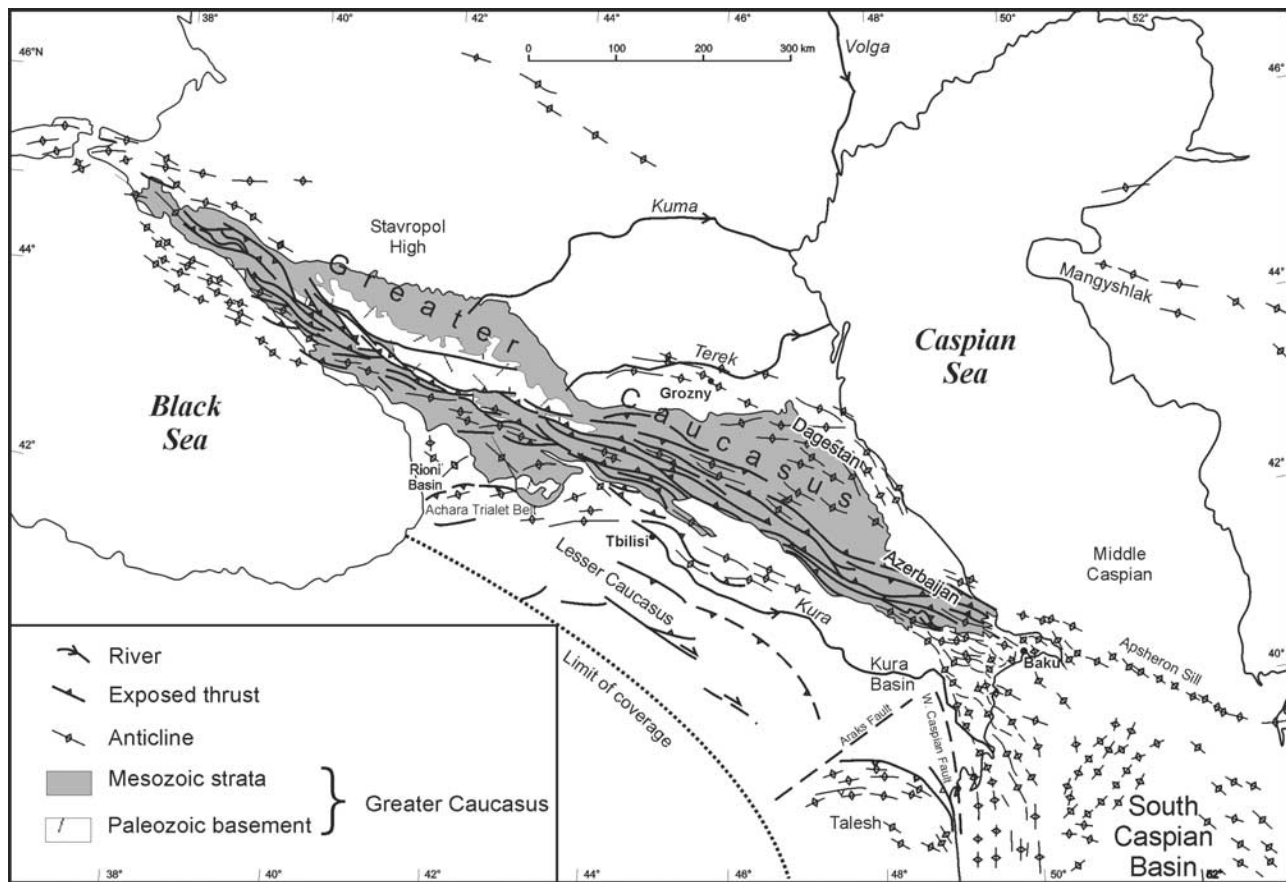 38° 40° 42° 44° 46° 48° 50° 52°
46°N
0 100 200 300 km
Volga
46°
Kuma
Stavropol
High
44°
Greater
Mangyshlak
44°
Terek
Caspian
Sea
Grozny
Black
Sea
Caucasus
Dagestan
42°
42°
Rioni
Basin
Achara Trialet Belt
Tbilisi
Azerbaijan
Middle
Caspian
Lesser Caucasus
Kura
Limit of coverage
Kura
Basin
Baku
Apsheron Sill
40°
Araks Fault
W. Caspian Fault
Talesh
South
Caspian
Basin
River
Exposed thrust
Anticline
Mesozoic strata
Paleozoic basement
Greater Caucasus
38° 40° 42° 44° 46° 48° 50° 52°